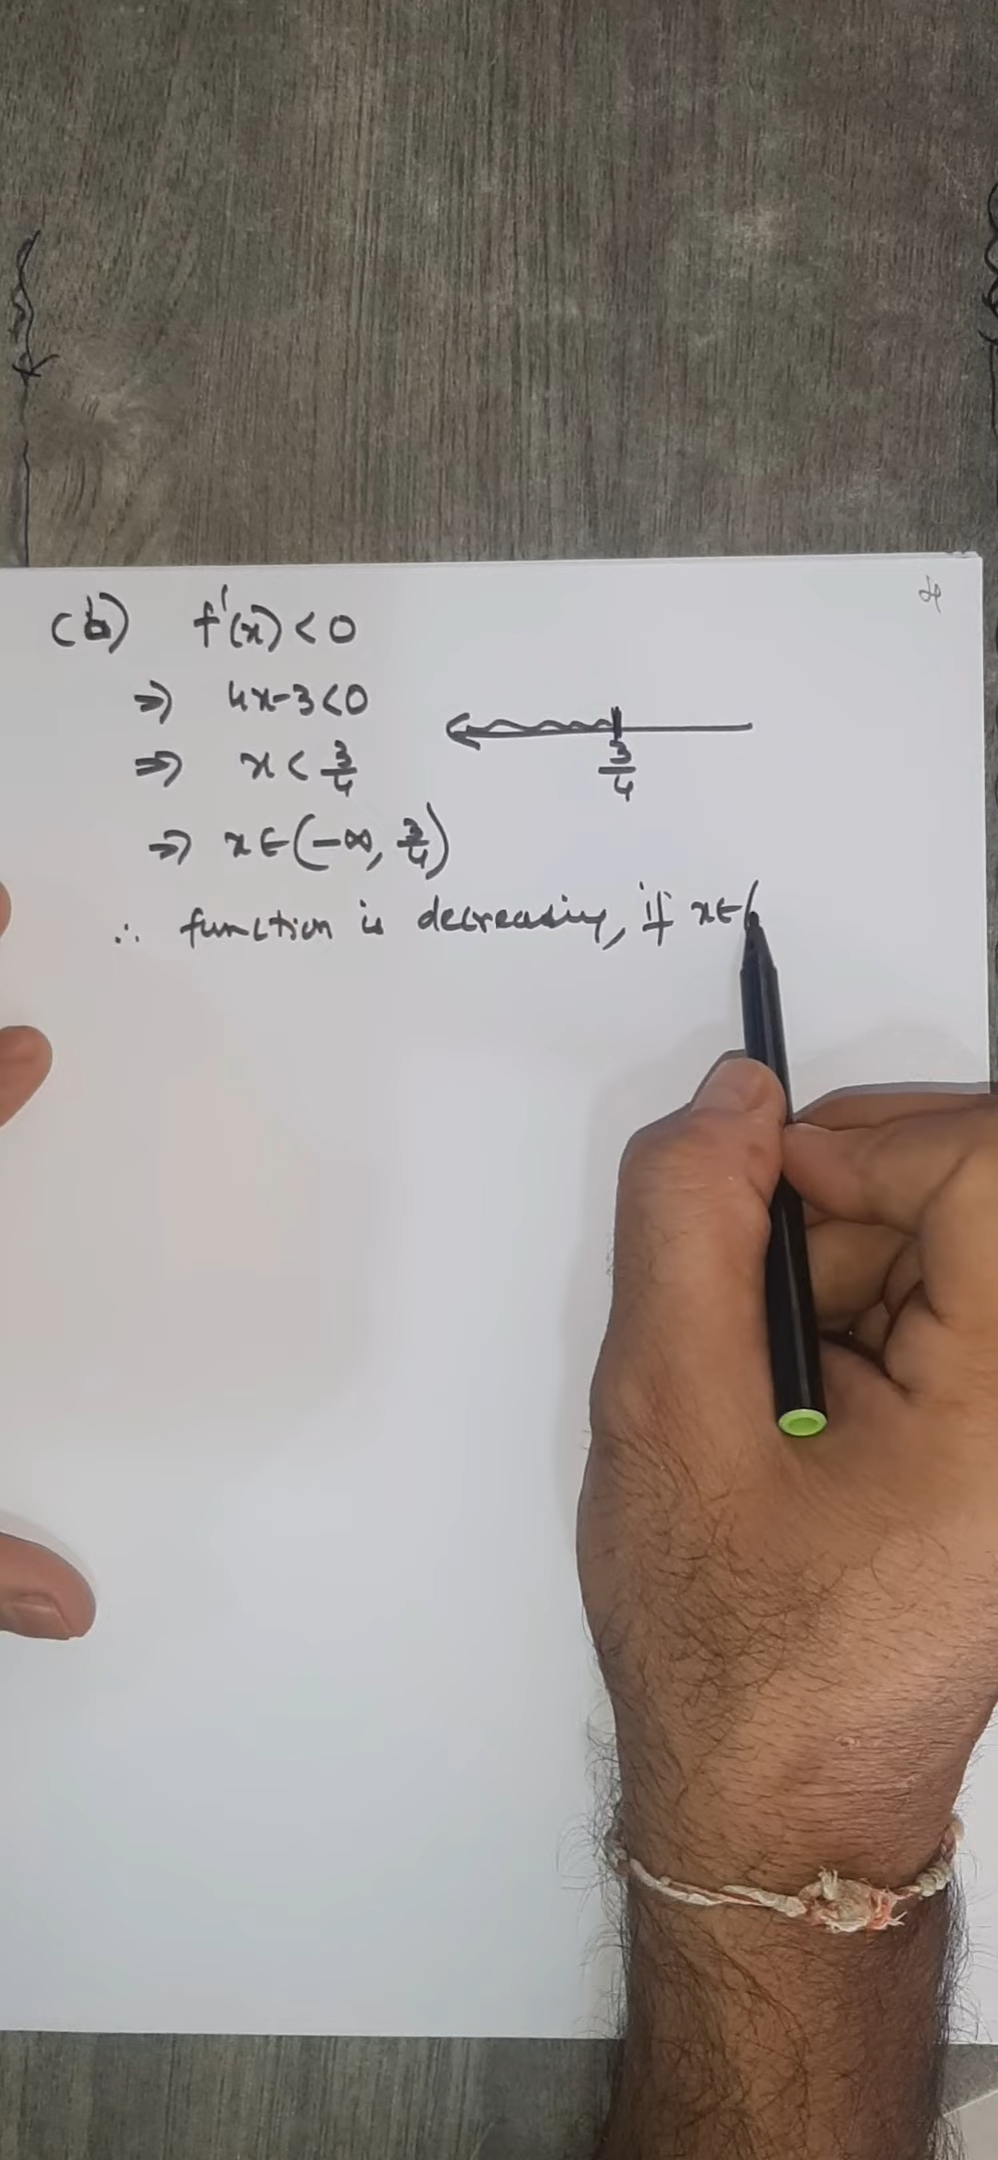 (b) f'(x) < 0
⇒ 4x-3<0
⇒ x < 3/4
3/4
⇒ x∈(-∞, 3/4)
∴ function is decreasing, if x∈(